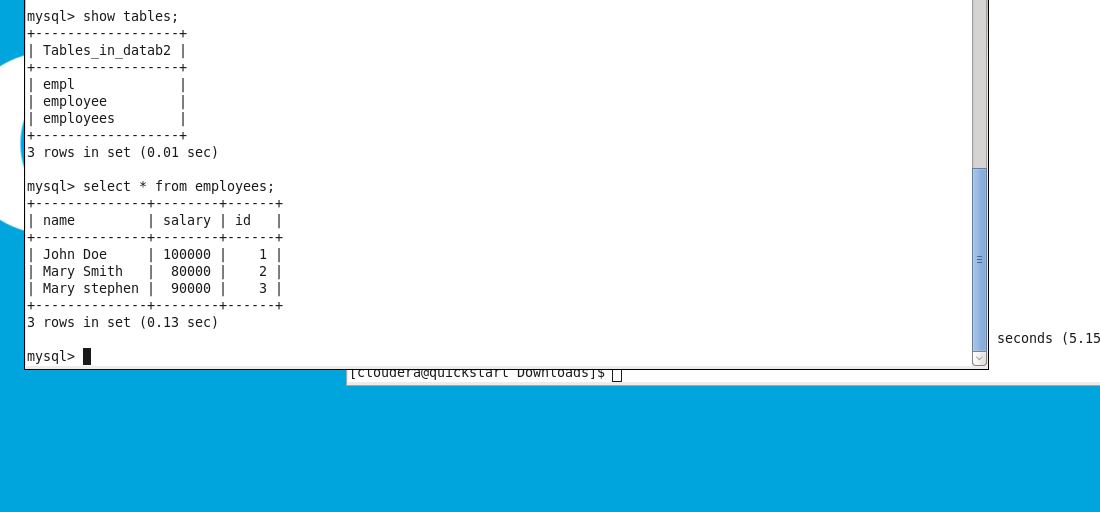 mysql> show tables;
+------------------+
| Tables_in_datab2 |
+------------------+
| empl             |
| employee         |
| employees        |
+------------------+
3 rows in set (0.01 sec)

mysql> select * from employees;
+--------------+--------+------+
| name         | salary | id   |
+--------------+--------+------+
| John Doe     | 100000 |    1 |
| Mary Smith   |  80000 |    2 |
| Mary stephen |  90000 |    3 |
+--------------+--------+------+
3 rows in set (0.13 sec)

mysql>
seconds (5.15
[cloudera@quickstart Downloads]$